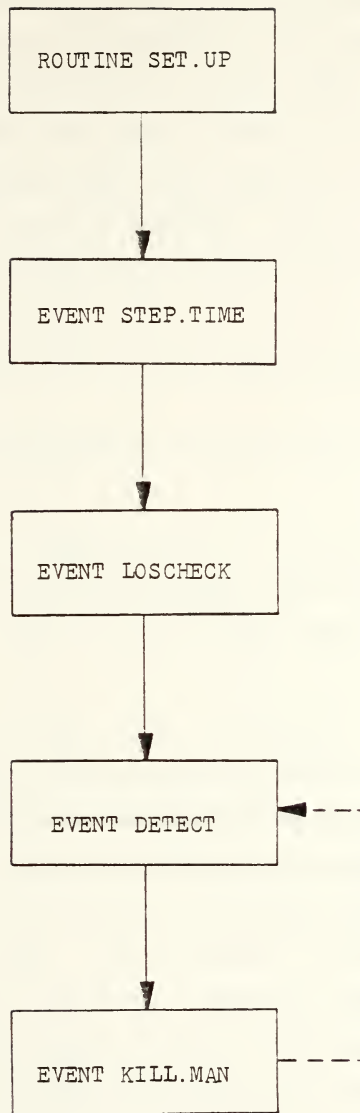 ROUTINE SET.UP
EVENT STEP.TIME
EVENT LOSCHECK
EVENT DETECT
EVENT KILL.MAN